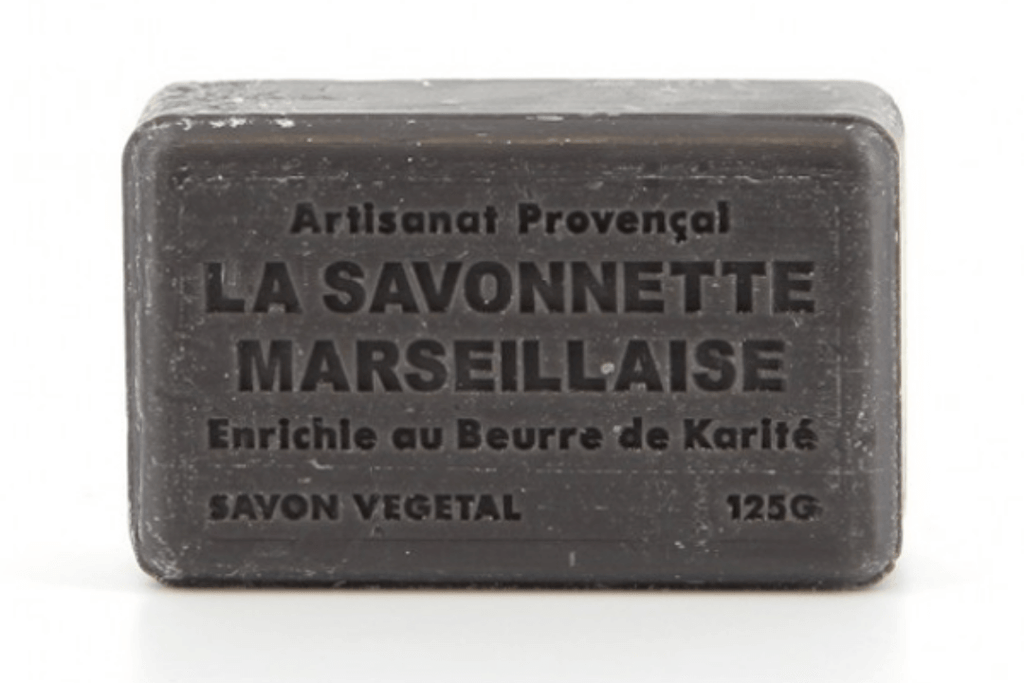 Artisanat Provençal
LA SAVONNETTE
MARSEILLAISE
Enrichie au Beurre de Karité
SAVON VEGETAL 125G